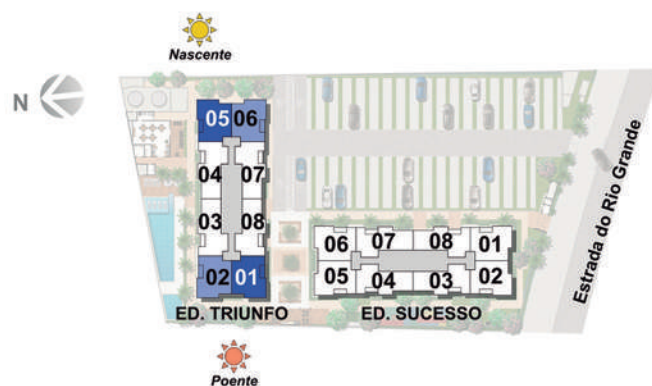 Nascente
N
05 06
04 07
03 08
02 01
ED. TRIUNFO
06 07 08 01
05 04 03 02
ED. SUCESSO
Estrada do Rio Grande
Poente